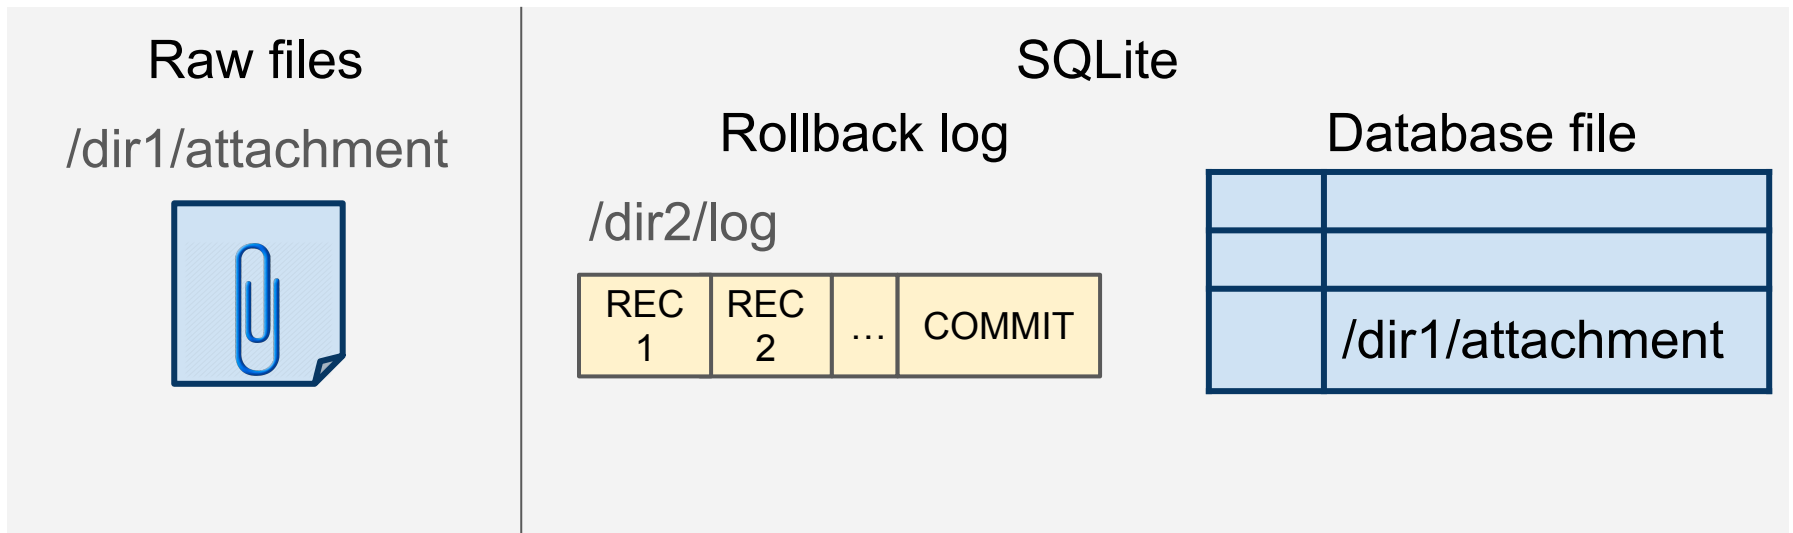 Raw files
/dir1/attachment
SQLite
Rollback log
/dir2/log
REC
1
REC
2
...
COMMIT
Database file
/dir1/attachment